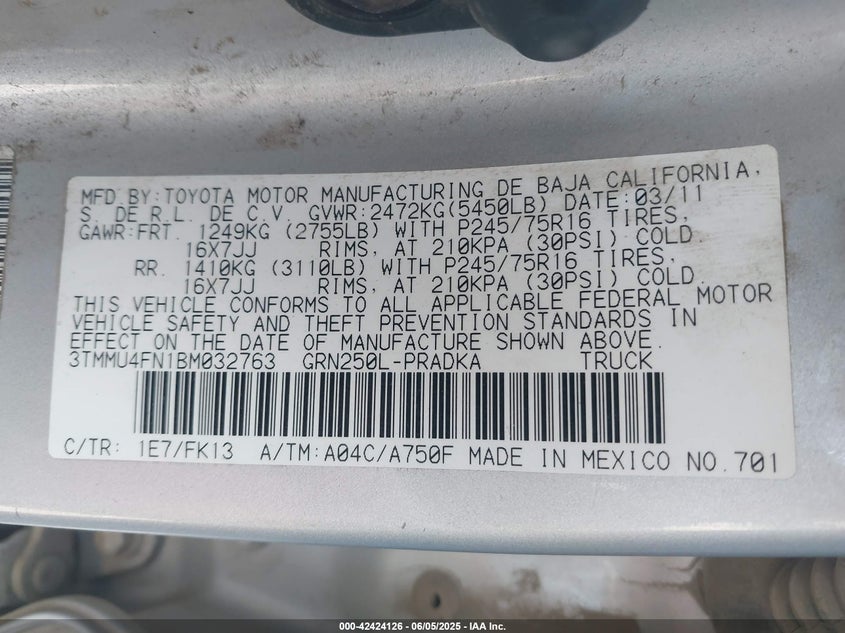 MFD.BY:TOYOTA MOTOR MANUFACTURING DE BAJA CALIFORNIA,
S. DE R.L. DE C.V. GVWR:2472KG(5450LB) DATE:03/11
GAWR:FRT. 1249KG (2755LB) WITH P245/75R16 TIRES,
16X7JJ RIMS, AT 210KPA (30PSI) COLD
RR. 1410KG (3110LB) WITH P245/75R16 TIRES,
16X7JJ RIMS, AT 210KPA (30PSI) COLD.
THIS VEHICLE CONFORMS TO ALL APPLICABLE FEDERAL MOTOR
VEHICLE SAFETY AND THEFT PREVENTION STANDARDS IN
EFFECT ON THE DATE OF MANUFACTURE SHOWN ABOVE.
3TMMU4FN1BM032763 GRN250L-PRADKA TRUCK
C/TR: 1E7/FK13 A/TM:A04C/A750F MADE IN MEXICO NO.701
000-42424126 - 06/05/2025 - IAA Inc.